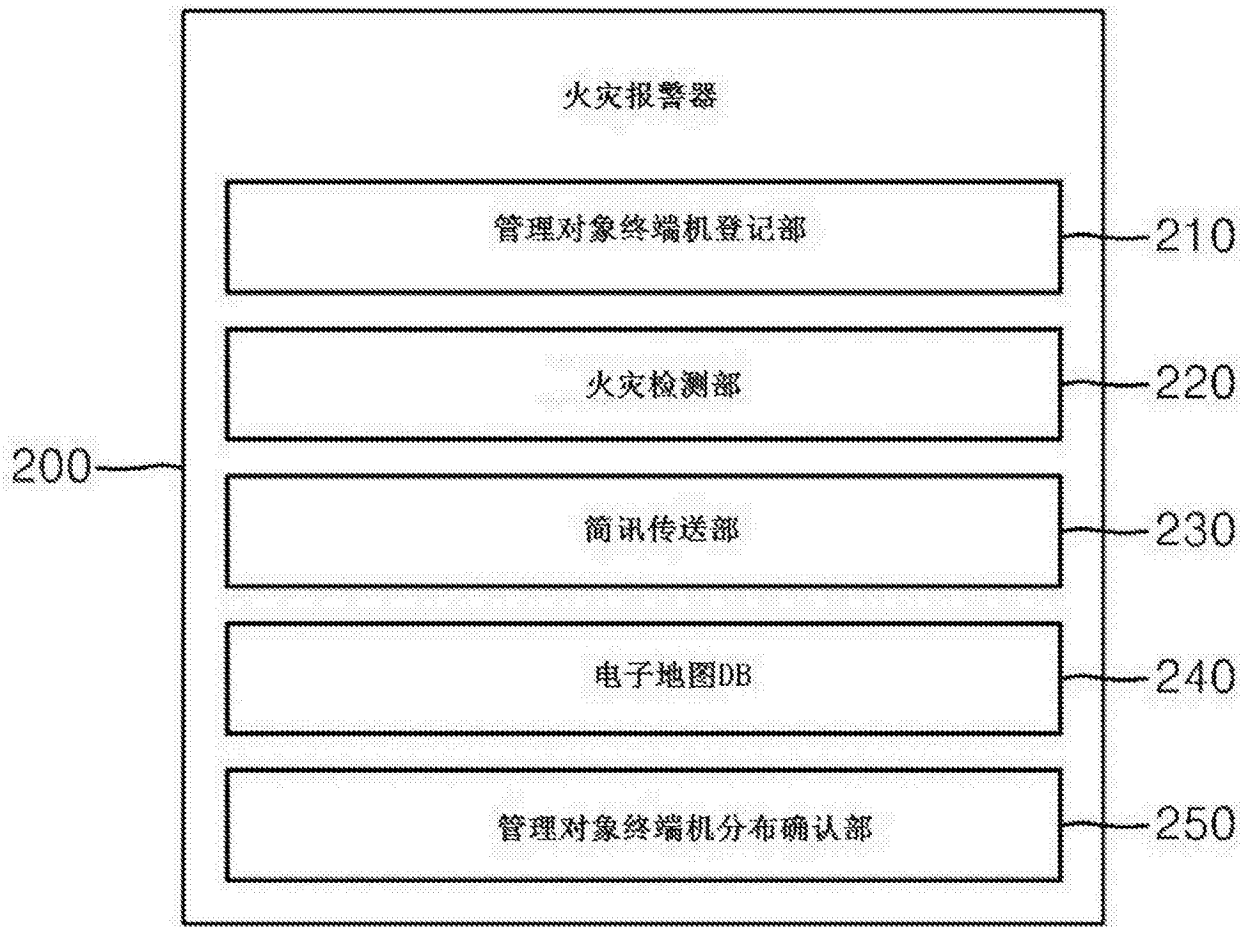 火灾报警器
管理对象终端机登记部
210
火灾检测部
220
200
简讯传送部
230
电子地图DB
240
管理对象终端机分布确认部
250